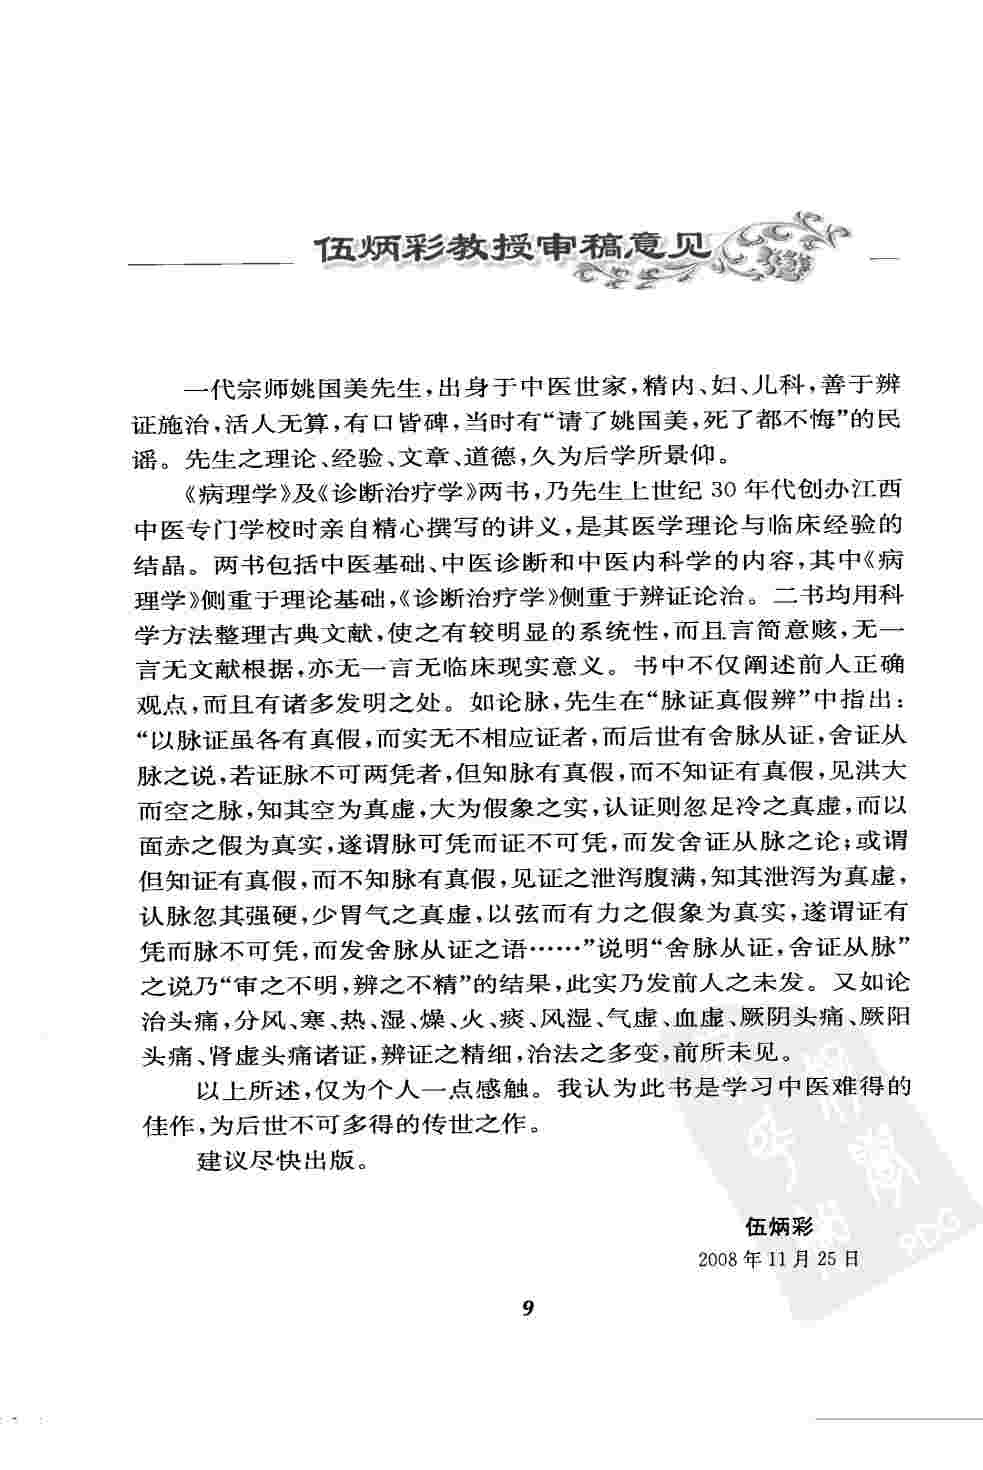 伍炳彩教授审稿意见
一代宗师姚国美先生,出身于中医世家,精内、妇、儿科,善于辨
证施治,活人无算,有口皆碑,当时有“请了姚国美,死了都不悔”的民
谣。先生之理论、经验、文章、道德,久为后学所景仰。
《病理学》及《诊断治疗学》两书,乃先生上世纪 30 年代创办江西
中医专门学校时亲自精心撰写的讲义,是其医学理论与临床经验的
结晶。两书包括中医基础、中医诊断和中医内科学的内容,其中《病
理学》侧重于理论基础,《诊断治疗学》侧重于辨证论治。二书均用科
学方法整理古典文献,使之有较明显的系统性,而且言简意赅,无一
言无文献根据,亦无一言无临床现实意义。书中不仅阐述前人正确
观点,而且有诸多发明之处。如论脉,先生在“脉证真假辨”中指出:
“以脉证虽各有真假,而实无不相应证者,而后世有舍脉从证,舍证从
脉之说,若证脉不可两凭者,但知脉有真假,而不知证有真假,见洪大
而空之脉,知其空为真虚,大为假象之实,认证则忽足冷之真虚,而以
面赤之假为真实,遂谓脉可凭而证不可凭,而发舍证从脉之论;或谓
但知证有真假,而不知脉有真假,见证之泄泻腹满,知其泄泻为真虚,
认脉忽其强硬,少胃气之真虚,以弦而有力之假象为真实,遂谓证有
凭而脉不可凭,而发舍脉从证之语……”说明“舍脉从证,舍证从脉”
之说乃“审之不明,辨之不精”的结果,此实乃发前人之未发。又如论
治头痛,分风、寒、热、湿、燥、火、痰、风湿、气虚、血虚、厥阴头痛、厥阳
头痛、肾虚头痛诸证,辨证之精细,治法之多变,前所未见。
以上所述,仅为个人一点感触。我认为此书是学习中医难得的
佳作,为后世不可多得的传世之作。
建议尽快出版。
伍炳彩
2008 年 11 月 25 日
PDG
9